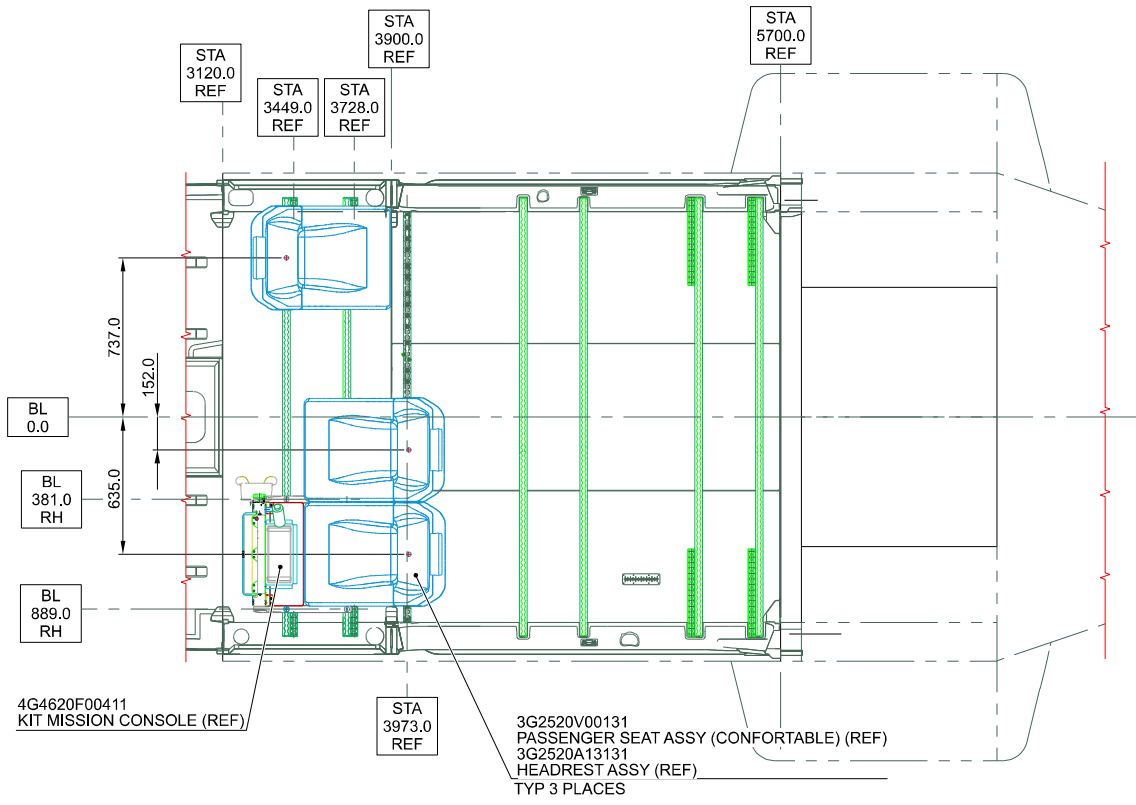 STA
3900.0
REF
STA
5700.0
REF
STA
3120.0
REF
STA
3449.0
REF
STA
3728.0
REF
737.0
152.0
635.0
BL
0.0
BL
381.0
RH
BL
889.0
RH
4G4620F00411
KIT MISSION CONSOLE (REF)
STA
3973.0
REF
3G2520V00131
PASSENGER SEAT ASSY (CONFORTABLE) (REF)
3G2520A13131
HEADREST ASSY (REF)
TYP 3 PLACES